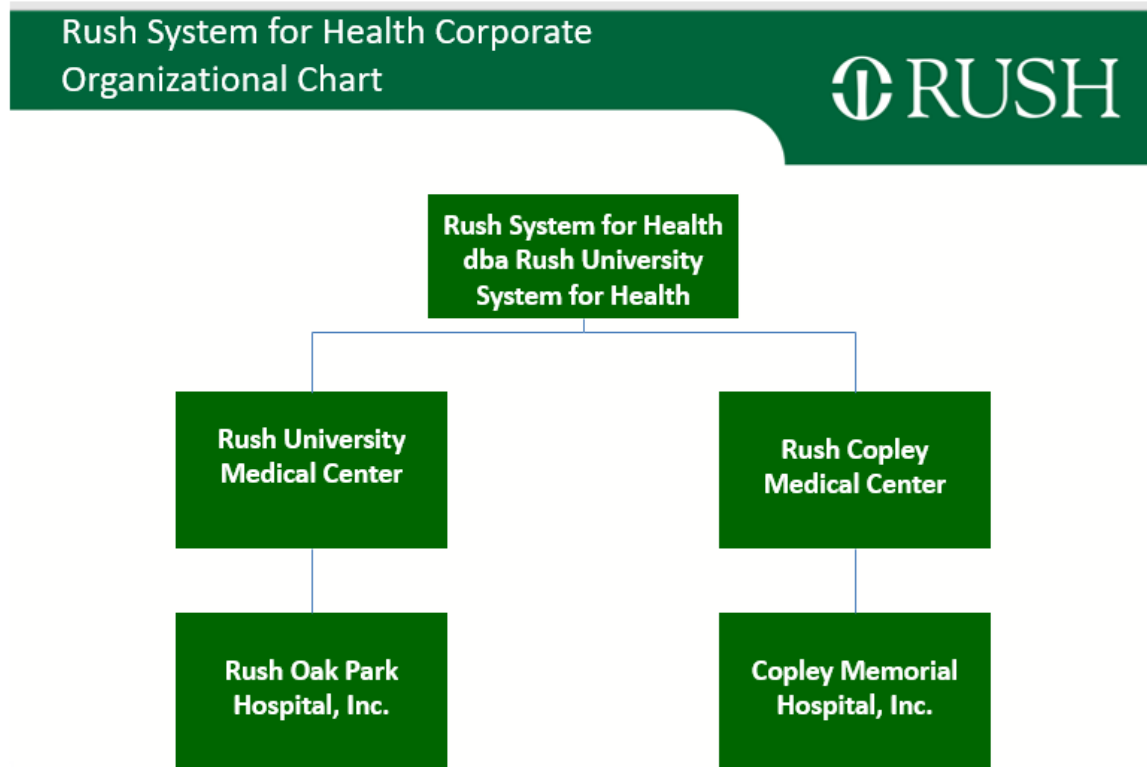 Rush System for Health Corporate
Organizational Chart
RUSH
Rush System for Health
dba Rush University
System for Health
Rush University
Medical Center
Rush Copley
Medical Center
Rush Oak Park
Hospital, Inc.
Copley Memorial
Hospital, Inc.